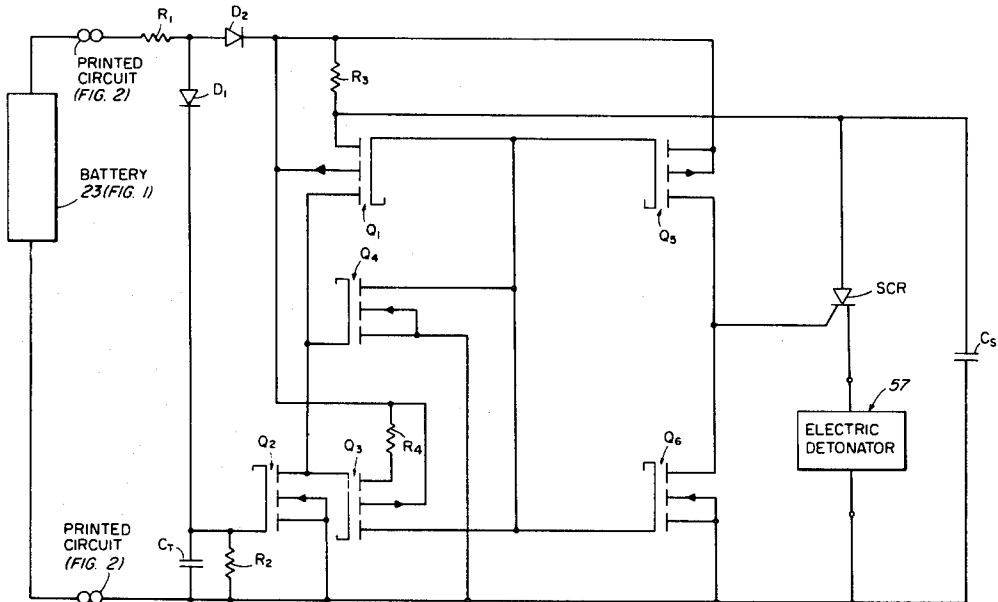 R1
D2
PRINTED
CIRCUIT
(FIG. 2)
D1
R3
BATTERY
23 (FIG. 1)
Q1
Q5
Q4
SCR
CS
57
ELECTRIC
DETONATOR
Q2
Q3
R4
Q6
PRINTED
CIRCUIT
(FIG. 2)
CT
R2